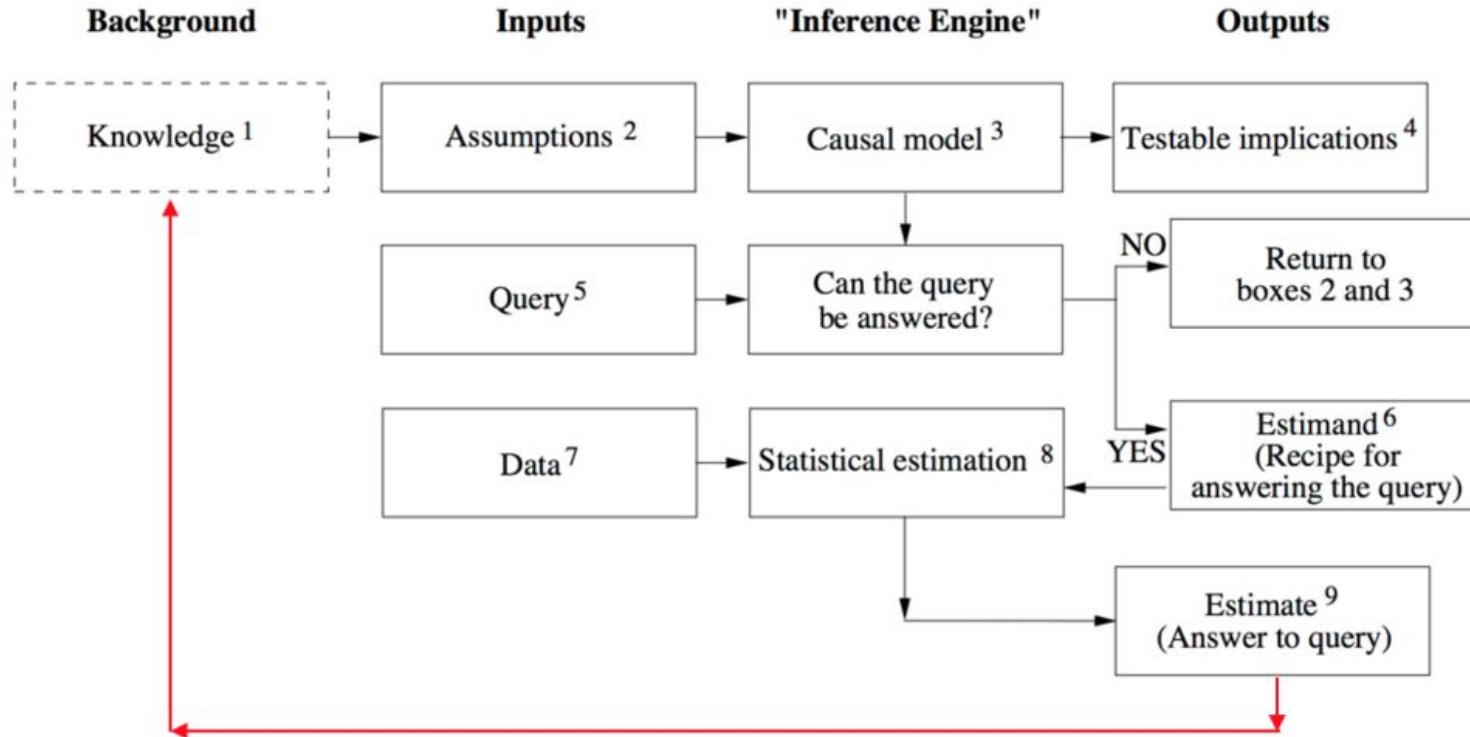 Background
Inputs
"Inference Engine"
Outputs
Knowledge 1
Assumptions 2
Causal model 3
Testable implications 4
Query 5
Can the query
be answered?
NO
Return to
boxes 2 and 3
YES
Estimand 6
(Recipe for
answering the query)
Data 7
Statistical estimation 8
Estimate 9
(Answer to query)